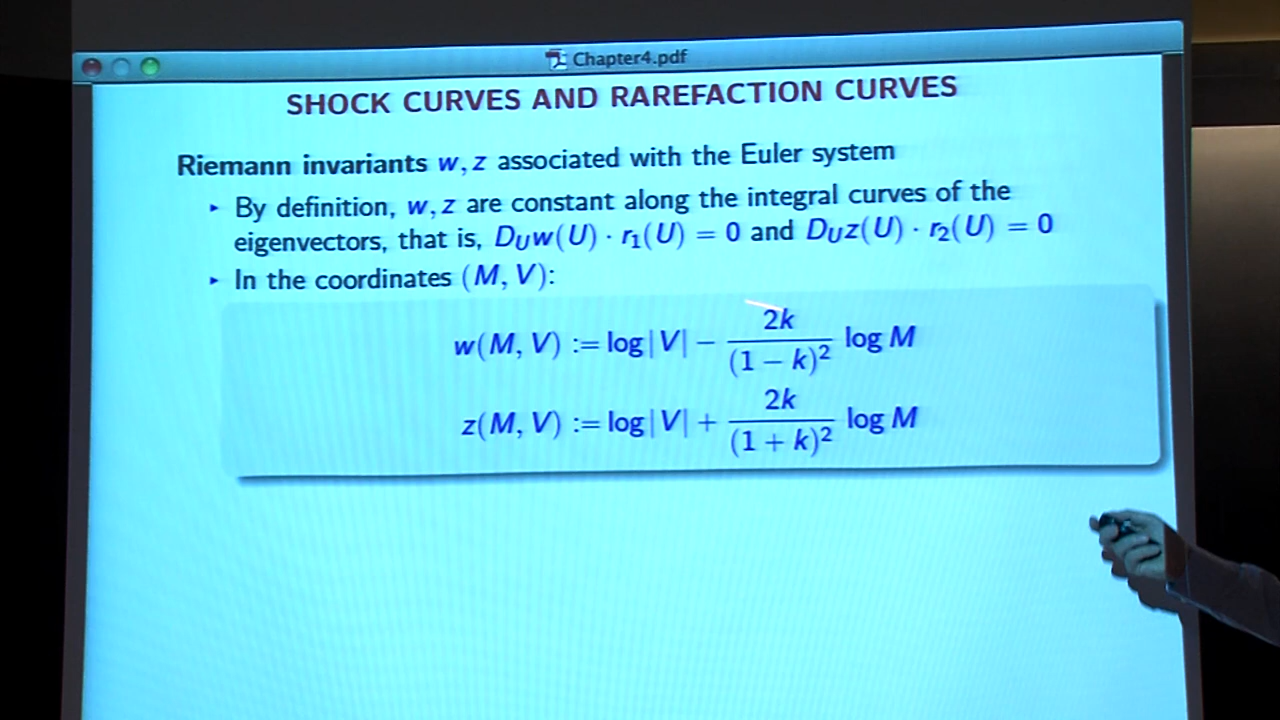 Chapter4.pdf
SHOCK CURVES AND RAREFACTION CURVES
Riemann invariants w, z associated with the Euler system
‣ By definition, w, z are constant along the integral curves of the
eigenvectors, that is, D_U w(U) · r₁(U) = 0 and D_U z(U) · r₂(U) = 0
‣ In the coordinates (M, V):
w(M, V) := log|V| − 2k/(1 − k)² log M
z(M, V) := log|V| + 2k/(1 + k)² log M